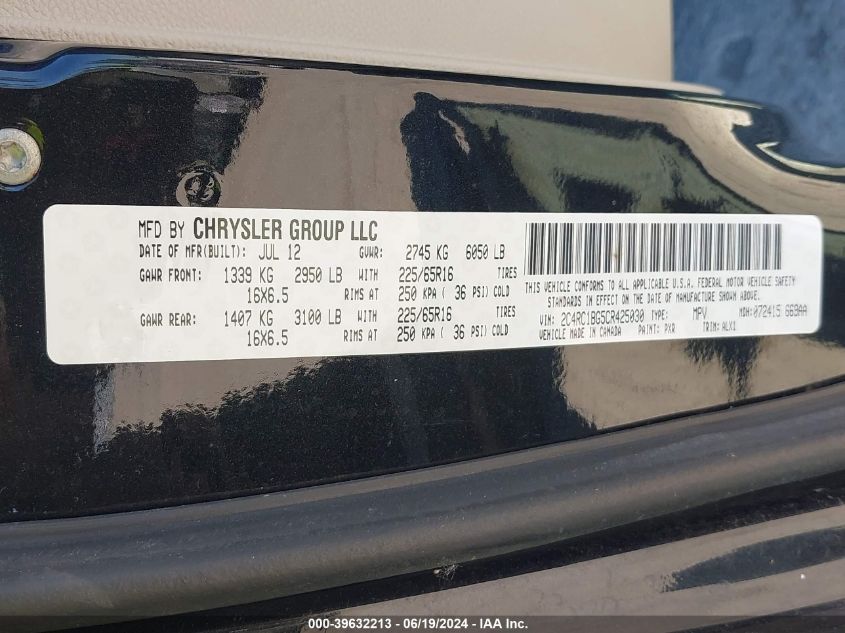 MFD BY CHRYSLER GROUP LLC
DATE OF MFR(BUILT): JUL 12 GVWR: 2745 KG 6050 LB
GAWR FRONT: 1339 KG 2950 LB WITH 225/65R16 TIRES
16X6.5 RIMS AT 250 KPA ( 36 PSI) COLD
GAWR REAR: 1407 KG 3100 LB WITH 225/65R16 TIRES
16X6.5 RIMS AT 250 KPA ( 36 PSI) COLD
THIS VEHICLE CONFORMS TO ALL APPLICABLE U.S.A. FEDERAL MOTOR VEHICLE SAFETY
STANDARDS IN EFFECT ON THE DATE OF MANUFACTURE SHOWN ABOVE.
VIN: 2C4RC1BG5CR425030 TYPE: MPV MDH: 072415 663AA
VEHICLE MADE IN CANADA PAINT: PXR TRIM: ALX1
000-39632213 - 06/19/2024 - IAA Inc.